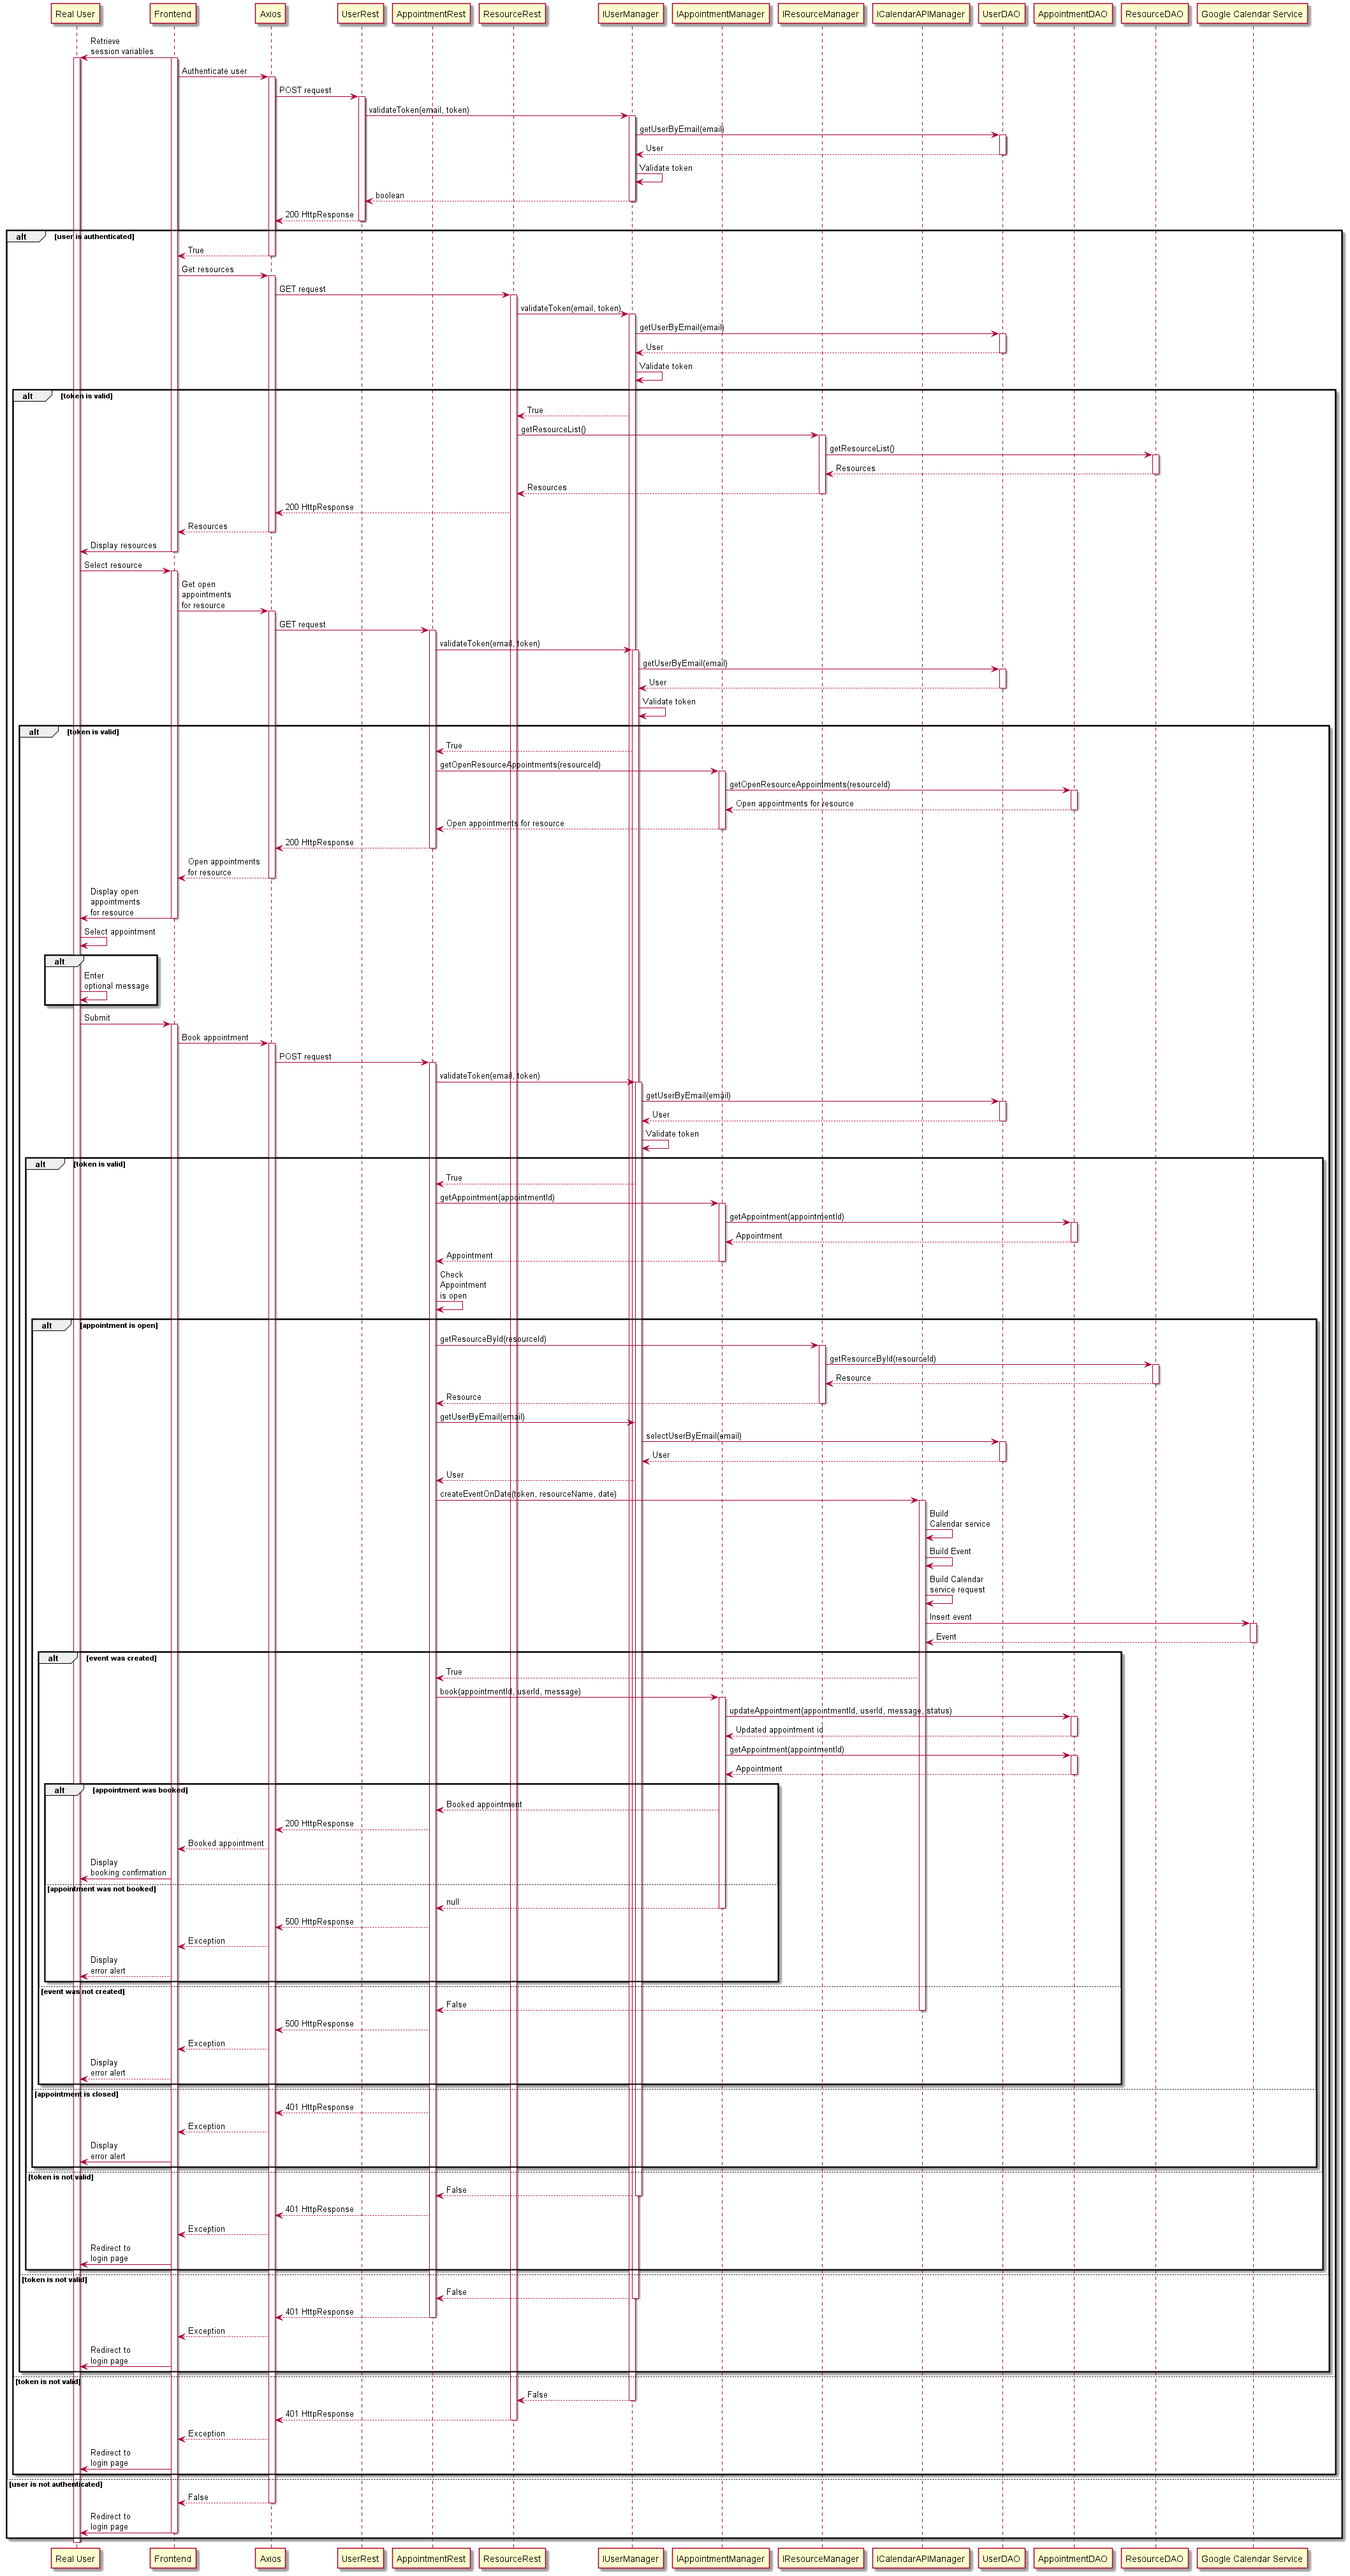 Real User Frontend Axios UserRest AppointmentRest ResourceRest IUserManager IAppointmentManager IResourceManager ICalendarAPIManager UserDAO AppointmentDAO ResourceDAO Google Calendar Service
Retrieve
session variables
Authenticate user
POST request
validateToken(email, token)
getUserByEmail(email)
User
Validate token
boolean
200 HttpResponse
alt [user is authenticated]
True
Get resources
GET request
validateToken(email, token)
getUserByEmail(email)
User
Validate token
alt [token is valid]
True
getResourceList()
getResourceList()
Resources
Resources
200 HttpResponse
Resources
Display resources
Select resource
Get open
appointments
for resource
GET request
validateToken(email, token)
getUserByEmail(email)
User
Validate token
alt [token is valid]
True
getOpenResourceAppointments(resourceId)
getOpenResourceAppointments(resourceId)
Open appointments for resource
Open appointments for resource
200 HttpResponse
Open appointments
for resource
Display open
appointments
for resource
Select appointment
alt
Enter
optional message
Submit
Book appointment
POST request
validateToken(email, token)
getUserByEmail(email)
User
Validate token
alt [token is valid]
True
getAppointment(appointmentId)
getAppointment(appointmentId)
Appointment
Appointment
Check
Appointment
is open
alt [appointment is open]
getResourceById(resourceId)
getResourceById(resourceId)
Resource
Resource
getUserByEmail(email)
selectUserByEmail(email)
User
User
createEventOnDate(token, resourceName, date)
Build
Calendar service
Build Event
Build Calendar
service request
Insert event
Event
alt [event was created]
True
book(appointmentId, userId, message)
updateAppointment(appointmentId, userId, message, status)
Updated appointment id
getAppointment(appointmentId)
Appointment
alt [appointment was booked]
Booked appointment
200 HttpResponse
Booked appointment
Display
booking confirmation
[appointment was not booked]
null
500 HttpResponse
Exception
Display
error alert
[event was not created]
False
500 HttpResponse
Exception
Display
error alert
[appointment is closed]
401 HttpResponse
Exception
Display
error alert
[token is not valid]
False
401 HttpResponse
Exception
Redirect to
login page
[token is not valid]
False
401 HttpResponse
Exception
Redirect to
login page
[token is not valid]
False
401 HttpResponse
Exception
Redirect to
login page
[user is not authenticated]
False
Redirect to
login page
Real User Frontend Axios UserRest AppointmentRest ResourceRest IUserManager IAppointmentManager IResourceManager ICalendarAPIManager UserDAO AppointmentDAO ResourceDAO Google Calendar Service